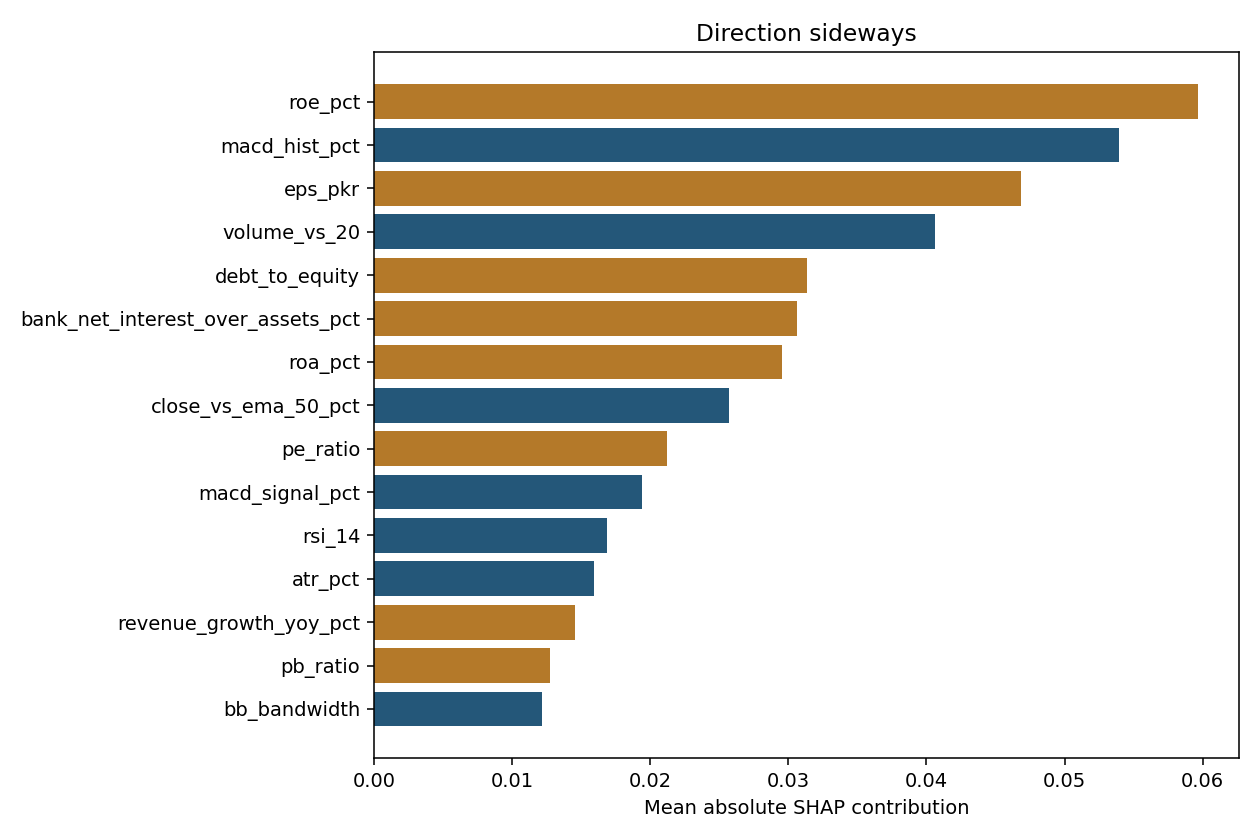 Direction sideways
roe_pct
macd_hist_pct
eps_pkr
volume_vs_20
debt_to_equity
bank_net_interest_over_assets_pct
roa_pct
close_vs_ema_50_pct
pe_ratio
macd_signal_pct
rsi_14
atr_pct
revenue_growth_yoy_pct
pb_ratio
bb_bandwidth
0.00 0.01 0.02 0.03 0.04 0.05 0.06
Mean absolute SHAP contribution